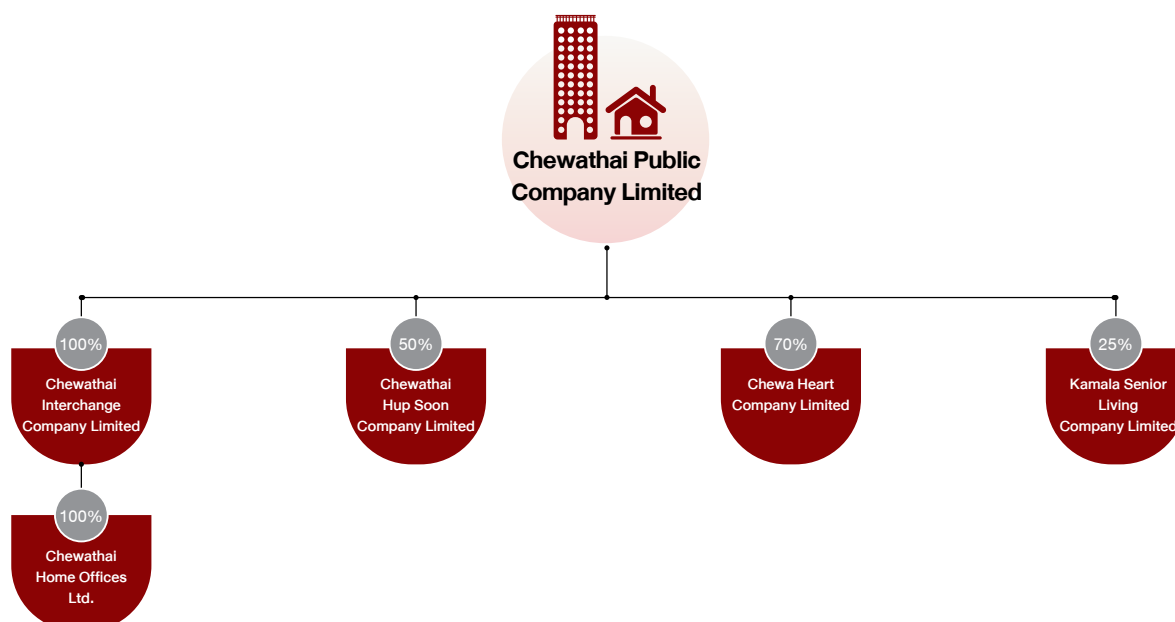 Chewathai Public
Company Limited
100%
Chewathai
Interchange
Company Limited
50%
Chewathai
Hup Soon
Company Limited
70%
Chewa Heart
Company Limited
25%
Kamala Senior
Living
Company Limited
100%
Chewathai
Home Offices
Ltd.